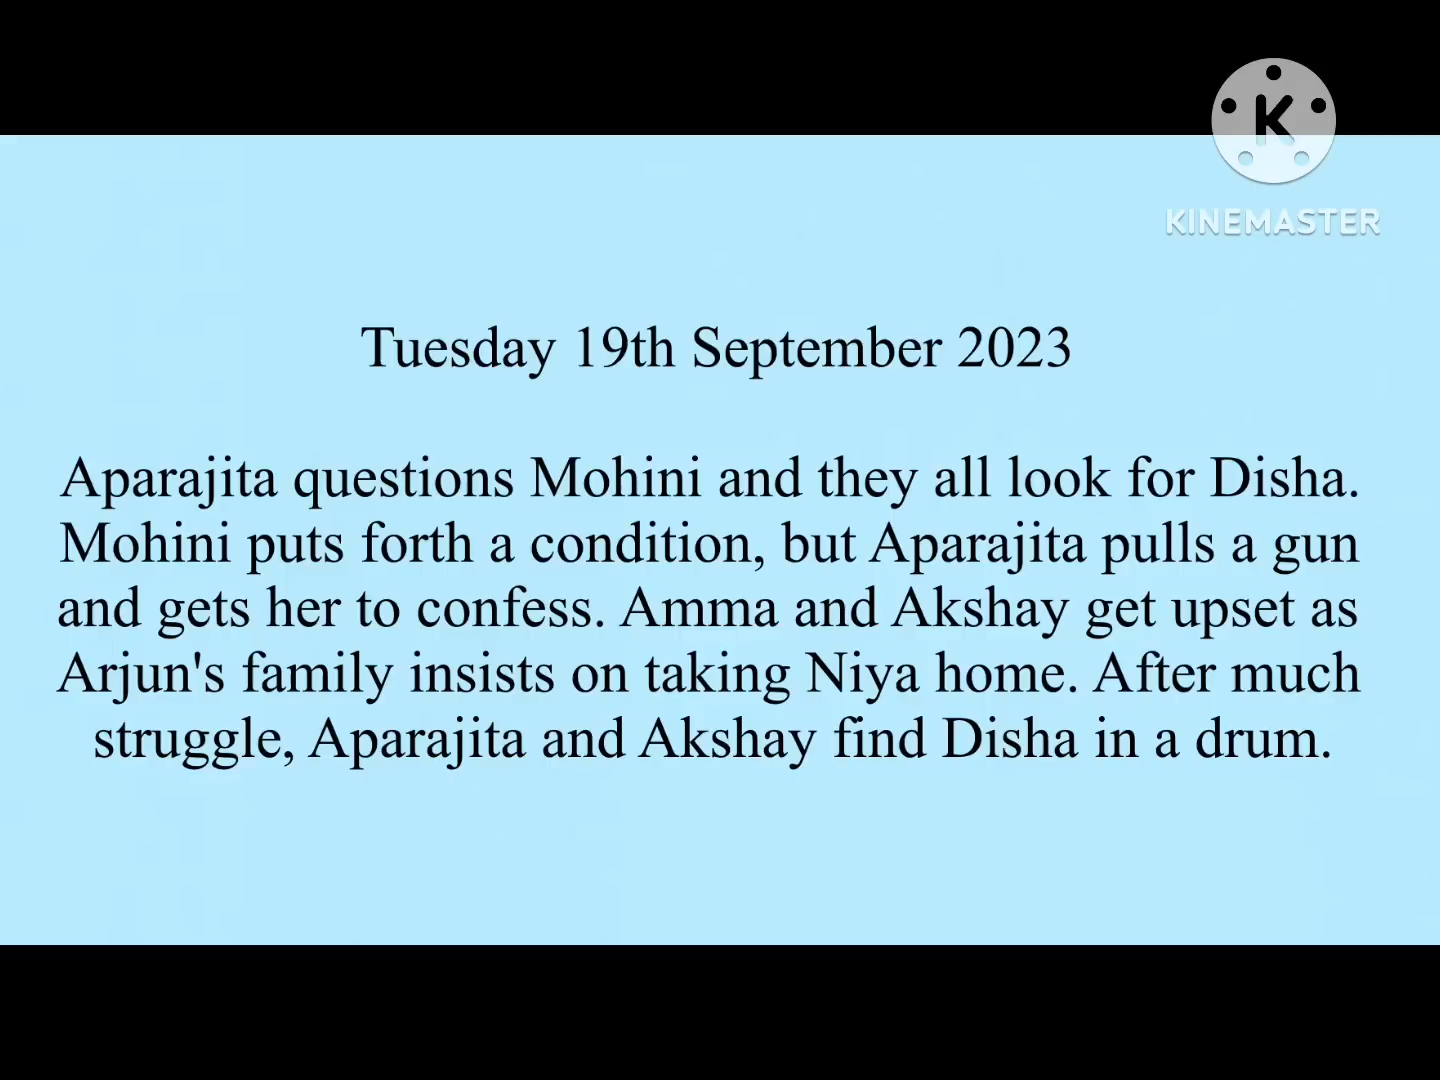 K
KINEMASTER
Tuesday 19th September 2023
Aparajita questions Mohini and they all look for Disha.
Mohini puts forth a condition, but Aparajita pulls a gun
and gets her to confess. Amma and Akshay get upset as
Arjun's family insists on taking Niya home. After much
struggle, Aparajita and Akshay find Disha in a drum.